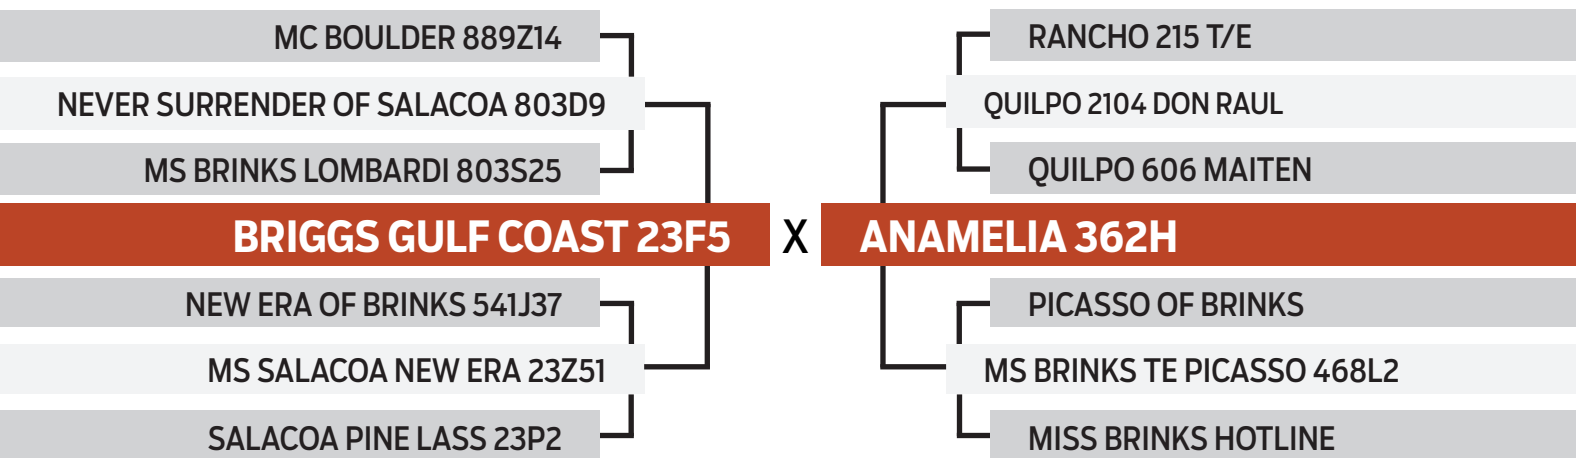 MC BOULDER 889Z14
NEVER SURRENDER OF SALACOA 803D9
MS BRINKS LOMBARDI 803S25
BRIGGS GULF COAST 23F5
NEW ERA OF BRINKS 541J37
MS SALACOA NEW ERA 23Z51
SALACOA PINE LASS 23P2
X
RANCHO 215 T/E
QUILPO 2104 DON RAUL
QUILPO 606 MAITEN
ANAMELIA 362H
PICASSO OF BRINKS
MS BRINKS TE PICASSO 468L2
MISS BRINKS HOTLINE